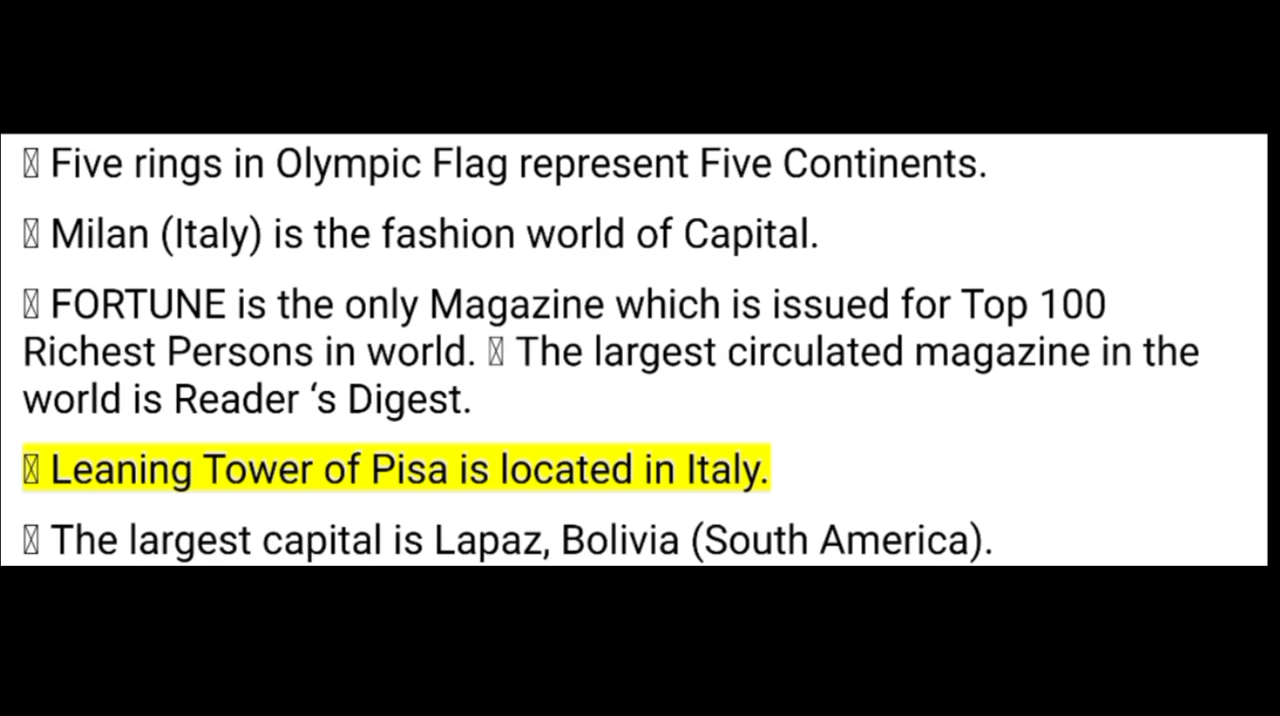 ▯ Five rings in Olympic Flag represent Five Continents.
▯ Milan (Italy) is the fashion world of Capital.
▯ FORTUNE is the only Magazine which is issued for Top 100
Richest Persons in world. ▯ The largest circulated magazine in the
world is Reader ‘s Digest.
▯ Leaning Tower of Pisa is located in Italy.
▯ The largest capital is Lapaz, Bolivia (South America).